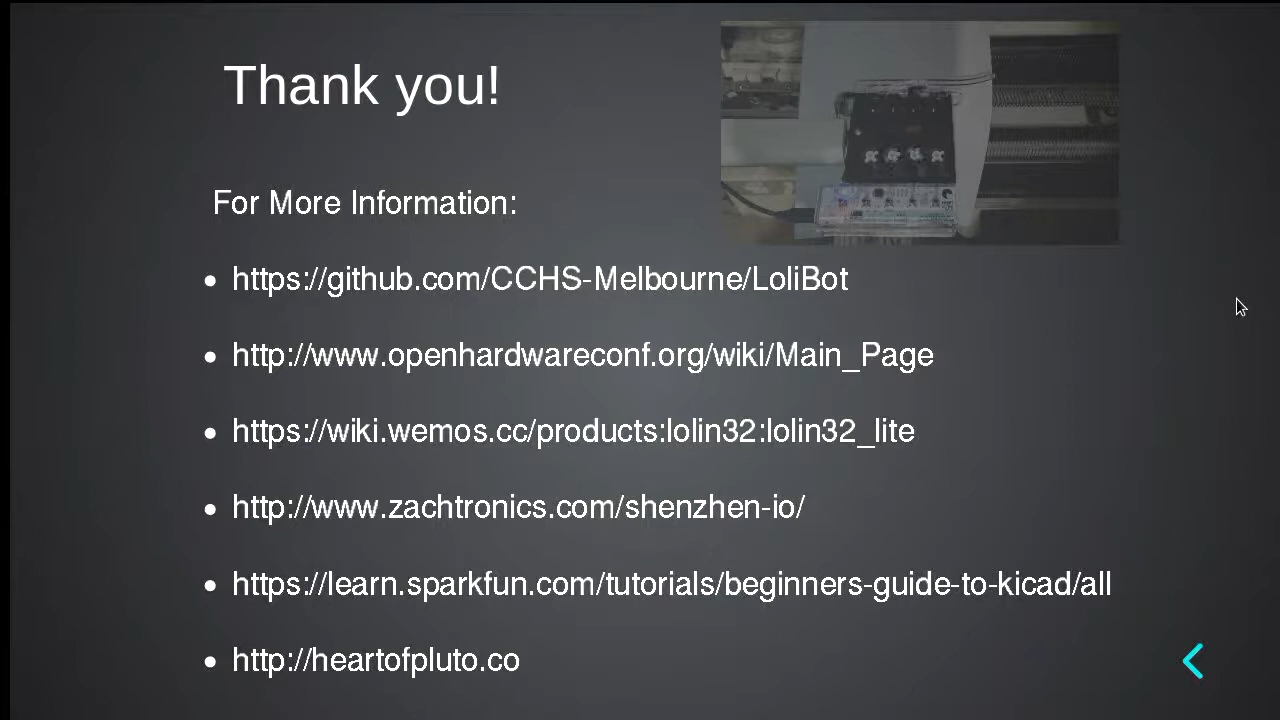 Thank you!
For More Information:
• https://github.com/CCHS-Melbourne/LoliBot
• http://www.openhardwareconf.org/wiki/Main_Page
• https://wiki.wemos.cc/products:lolin32:lolin32_lite
• http://www.zachtronics.com/shenzhen-io/
• https://learn.sparkfun.com/tutorials/beginners-guide-to-kicad/all
• http://heartofpluto.co